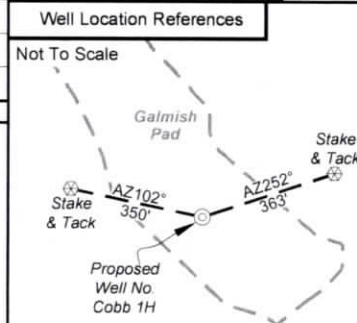 Well Location References
Not To Scale
Galmish
Pad
Stake
& Tack
AZ102°
350'
AZ252°
363'
Stake
& Tack
Proposed
Well No.
Cobb 1H